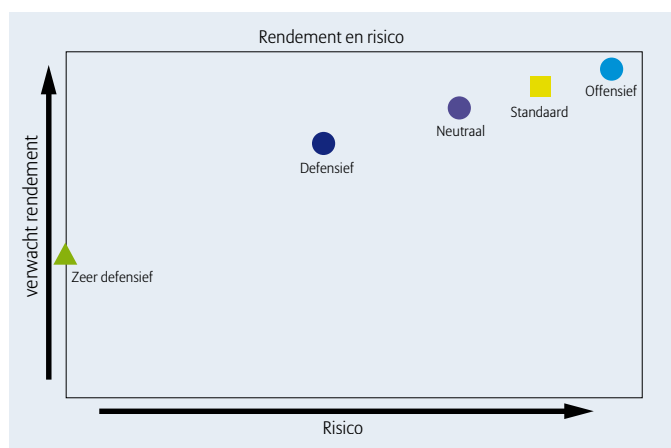 Rendement en risico
Offensief
Standaard
Neutraal
Defensief
Zeer defensief
verwacht rendement
Risico